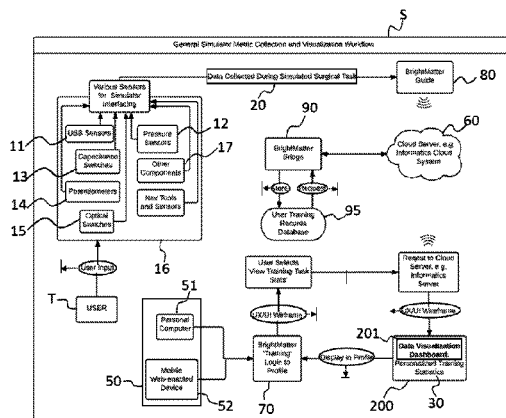 S
General Simulator Metric Collection and Visualization Workflow
Various Sensors
for Simulator
Interfacing
Data Collected During Simulated Surgical Task
20
BrightMatter
Guide
80
USB Sensors
11
Pressure
Sensors
12
Capacitance
Switches
13
Other
Components
17
Potentiometers
14
Nav Tools
and Sensors
Optical
Switches
15
16
90
BrightMatter
Bridge
60
Cloud Server, e.g.
Informatics Cloud
System
Store
Request
User Training
Records
Database
95
User Input
T
USER
User Selects
View Training Task
Stats
Request to Cloud
Server, e.g.
Informatics
Server
UX/UI Wireframe
UX/UI Wireframe
51
Personal
Computer
50
Mobile
Web-enabled
Device
52
BrightMatter
"Training"
Login to
Profile
70
Display in Profile
201
Data Visualization
Dashboard,
Personalized Training
Statistics
200
30